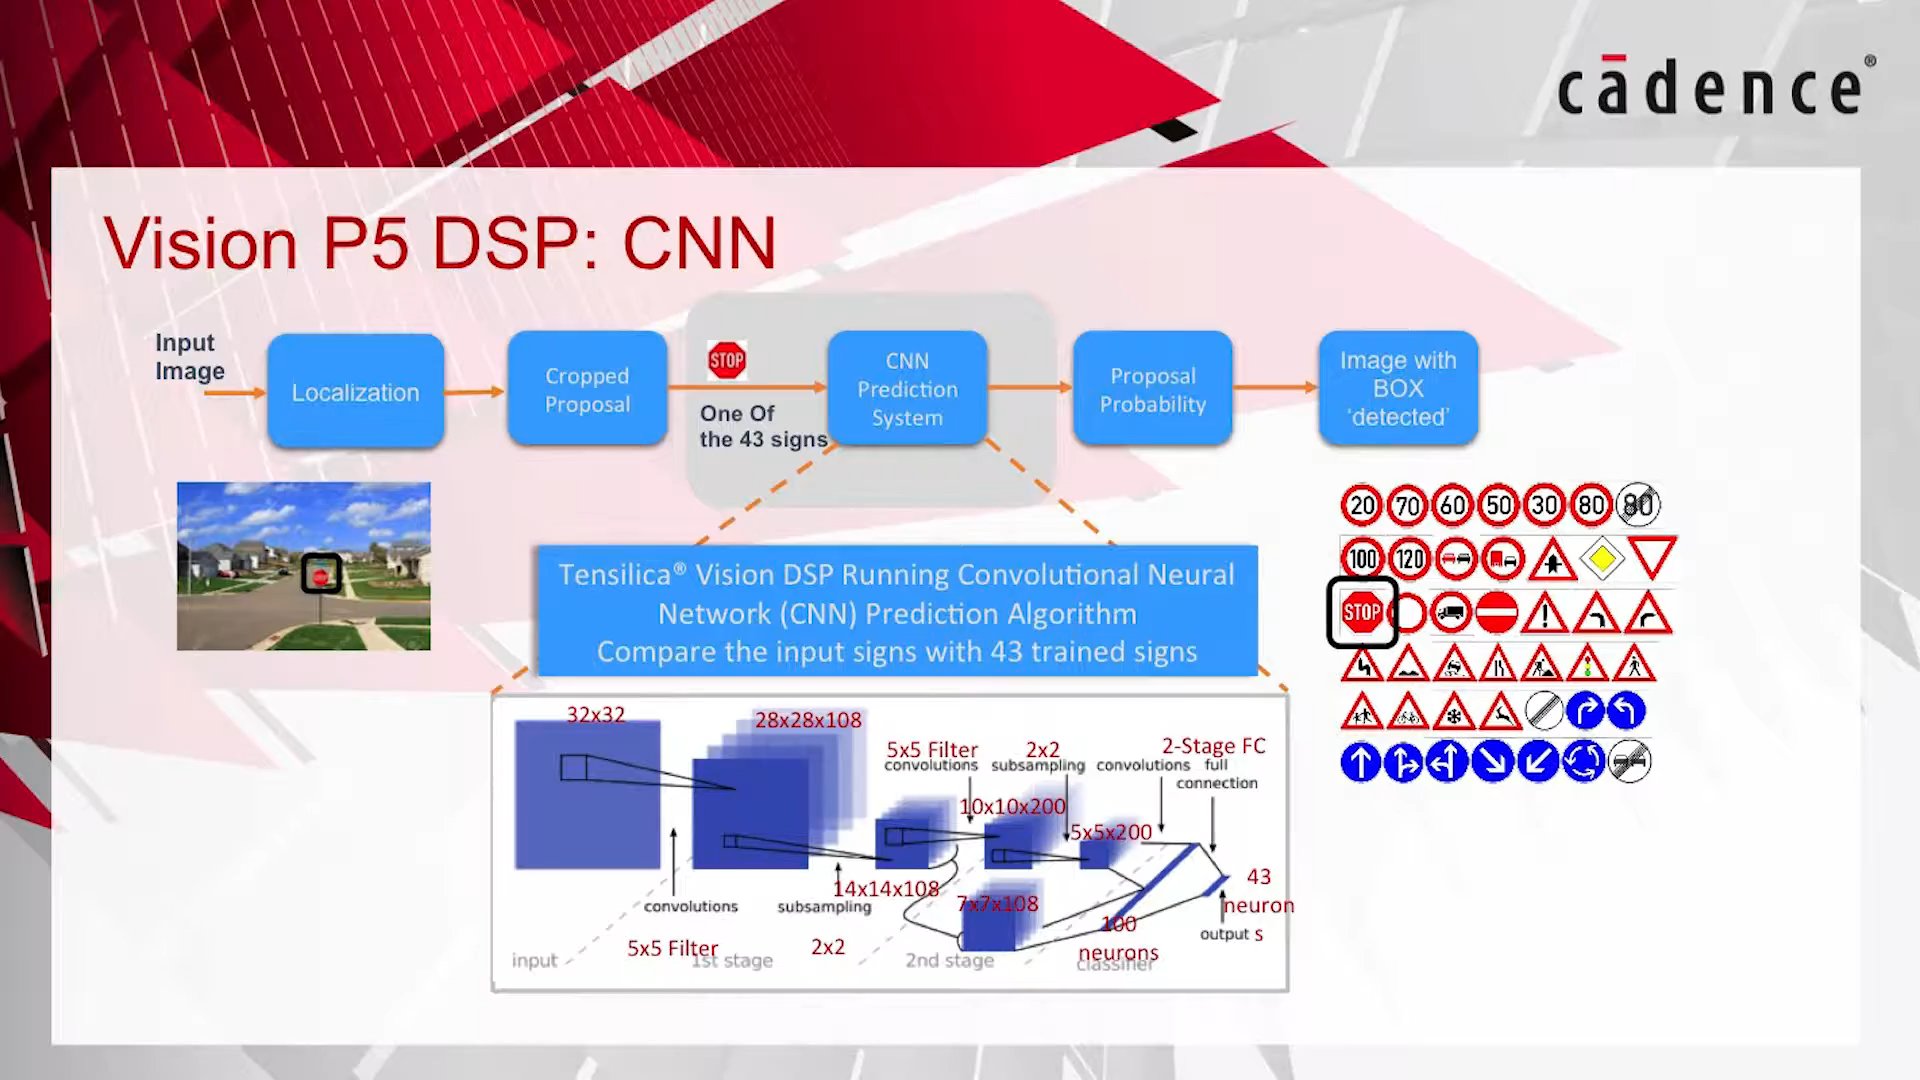 cādence®
Vision P5 DSP: CNN
Input
Image
Localization
Cropped
Proposal
STOP
One Of
the 43 signs
CNN
Prediction
System
Proposal
Probability
Image with
BOX
‘detected’
Tensilica® Vision DSP Running Convolutional Neural
Network (CNN) Prediction Algorithm
Compare the input signs with 43 trained signs
20 70 60 50 30 80 80
100 120
STOP
32x32
28x28x108
5x5 Filter
convolutions
2x2
subsampling
convolutions
2-Stage FC
full
connection
10x10x200
5x5x200
14x14x108
7x7x108
convolutions
subsampling
5x5 Filter
2x2
100
neurons
43
neuron
s
output
input
1st stage
2nd stage
classifier